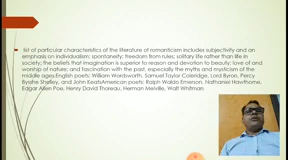 list of particular characteristics of the literature of romanticism includes subjectivity and an
emphasis on individualism; spontaneity; freedom from rules; solitary life rather than life in
society; the beliefs that imagination is superior to reason and devotion to beauty; love of and
worship of nature; and fascination with the past, especially the myths and mysticism of the
middle ages.English poets: William Wordsworth, Samuel Taylor Coleridge, Lord Byron, Percy
Bysshe Shelley, and John KeatsAmerican poets: Ralph Waldo Emerson, Nathaniel Hawthorne,
Edgar Allen Poe, Henry David Thoreau, Herman Melville, Walt Whitman